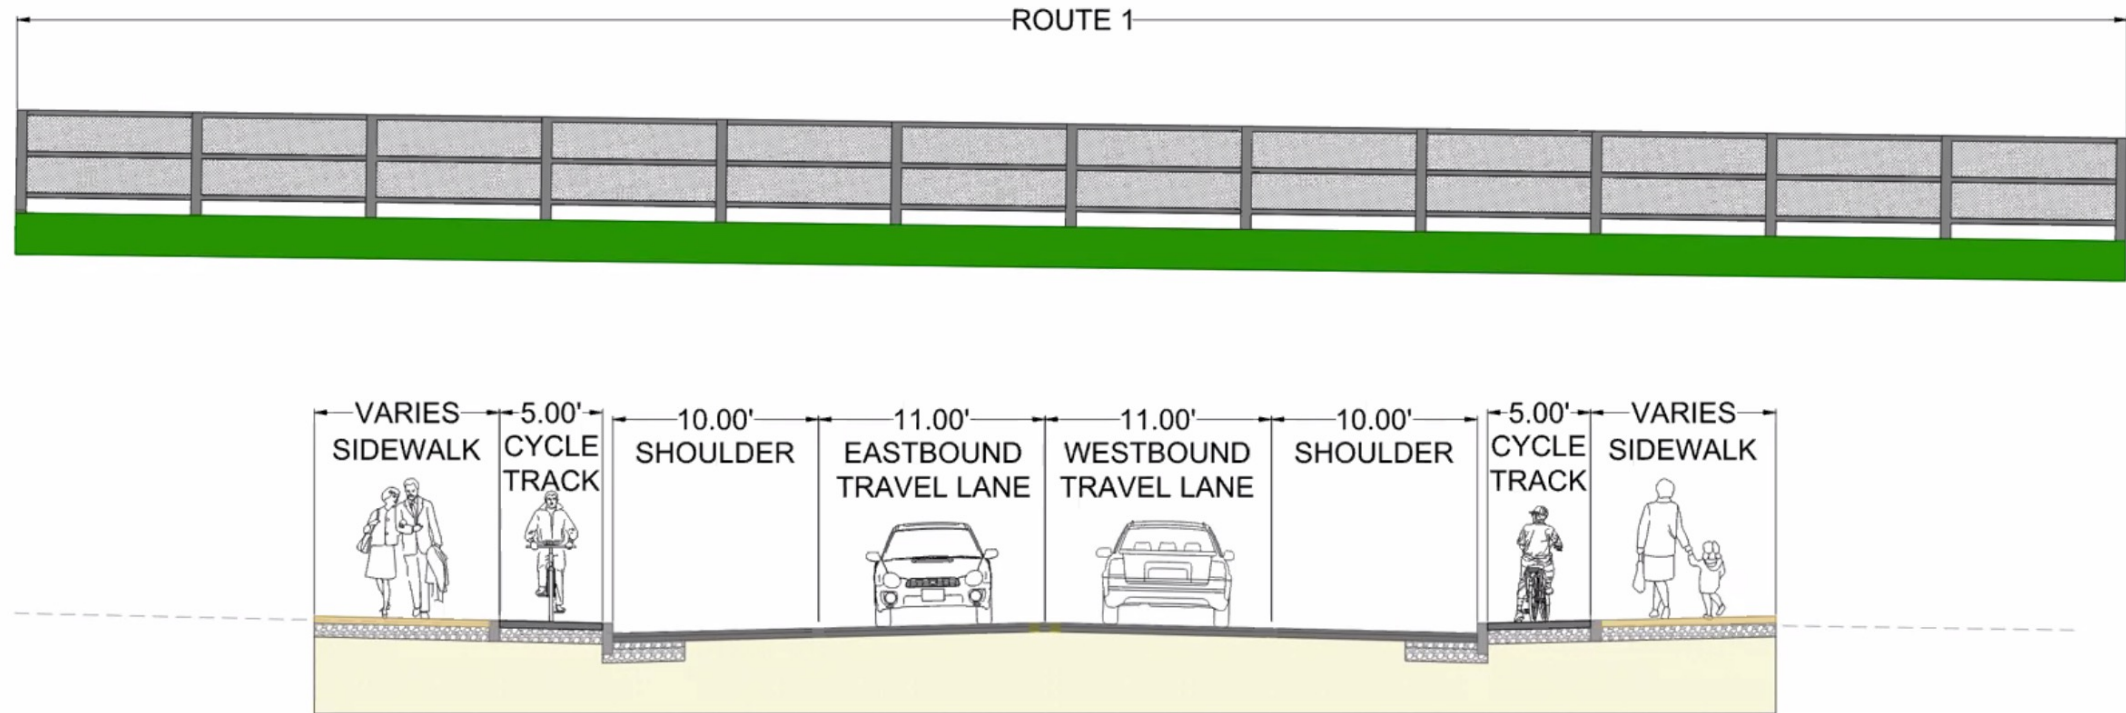 ROUTE 1
VARIES
SIDEWALK
5.00'
CYCLE
TRACK
10.00'
SHOULDER
11.00'
EASTBOUND
TRAVEL LANE
11.00'
WESTBOUND
TRAVEL LANE
10.00'
SHOULDER
5.00'
CYCLE
TRACK
VARIES
SIDEWALK